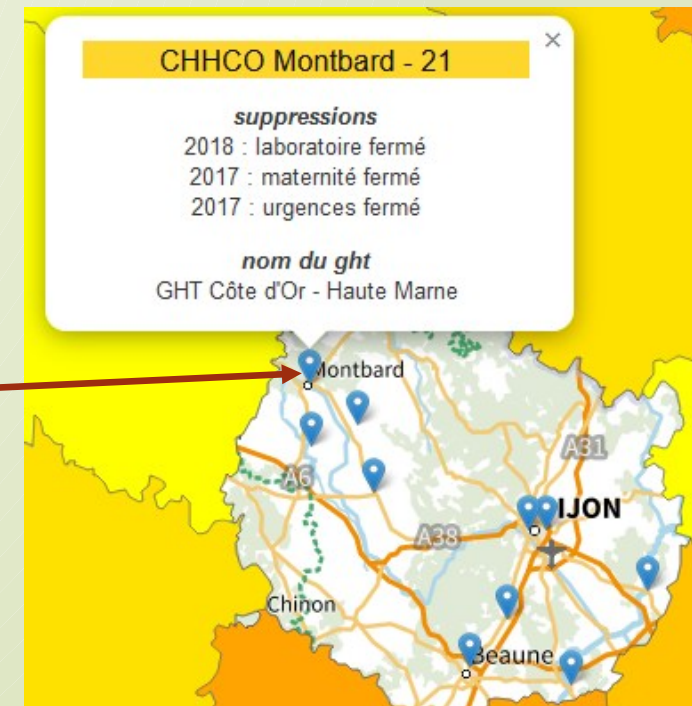 CHHCO Montbard - 21
×
suppressions
2018 : laboratoire fermé
2017 : maternité fermé
2017 : urgences fermé
nom du ght
GHT Côte d'Or - Haute Marne
Montbard
A31
A6
IJON
A38
Chinon
Beaune